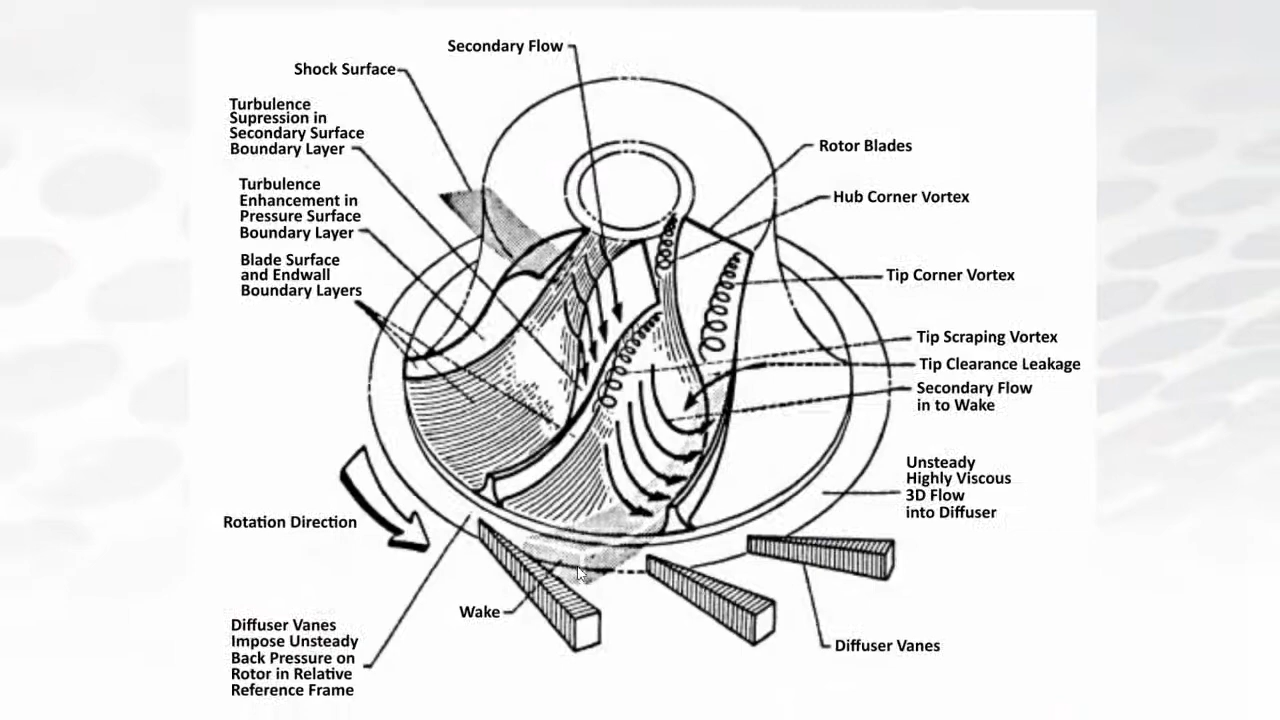 Secondary Flow
Shock Surface
Turbulence
Supression in
Secondary Surface
Boundary Layer
Turbulence
Enhancement in
Pressure Surface
Boundary Layer
Blade Surface
and Endwall
Boundary Layers
Rotor Blades
Hub Corner Vortex
Tip Corner Vortex
Tip Scraping Vortex
Tip Clearance Leakage
Secondary Flow
in to Wake
Unsteady
Highly Viscous
3D Flow
into Diffuser
Rotation Direction
Wake
Diffuser Vanes
Impose Unsteady
Back Pressure on
Rotor in Relative
Reference Frame
Diffuser Vanes